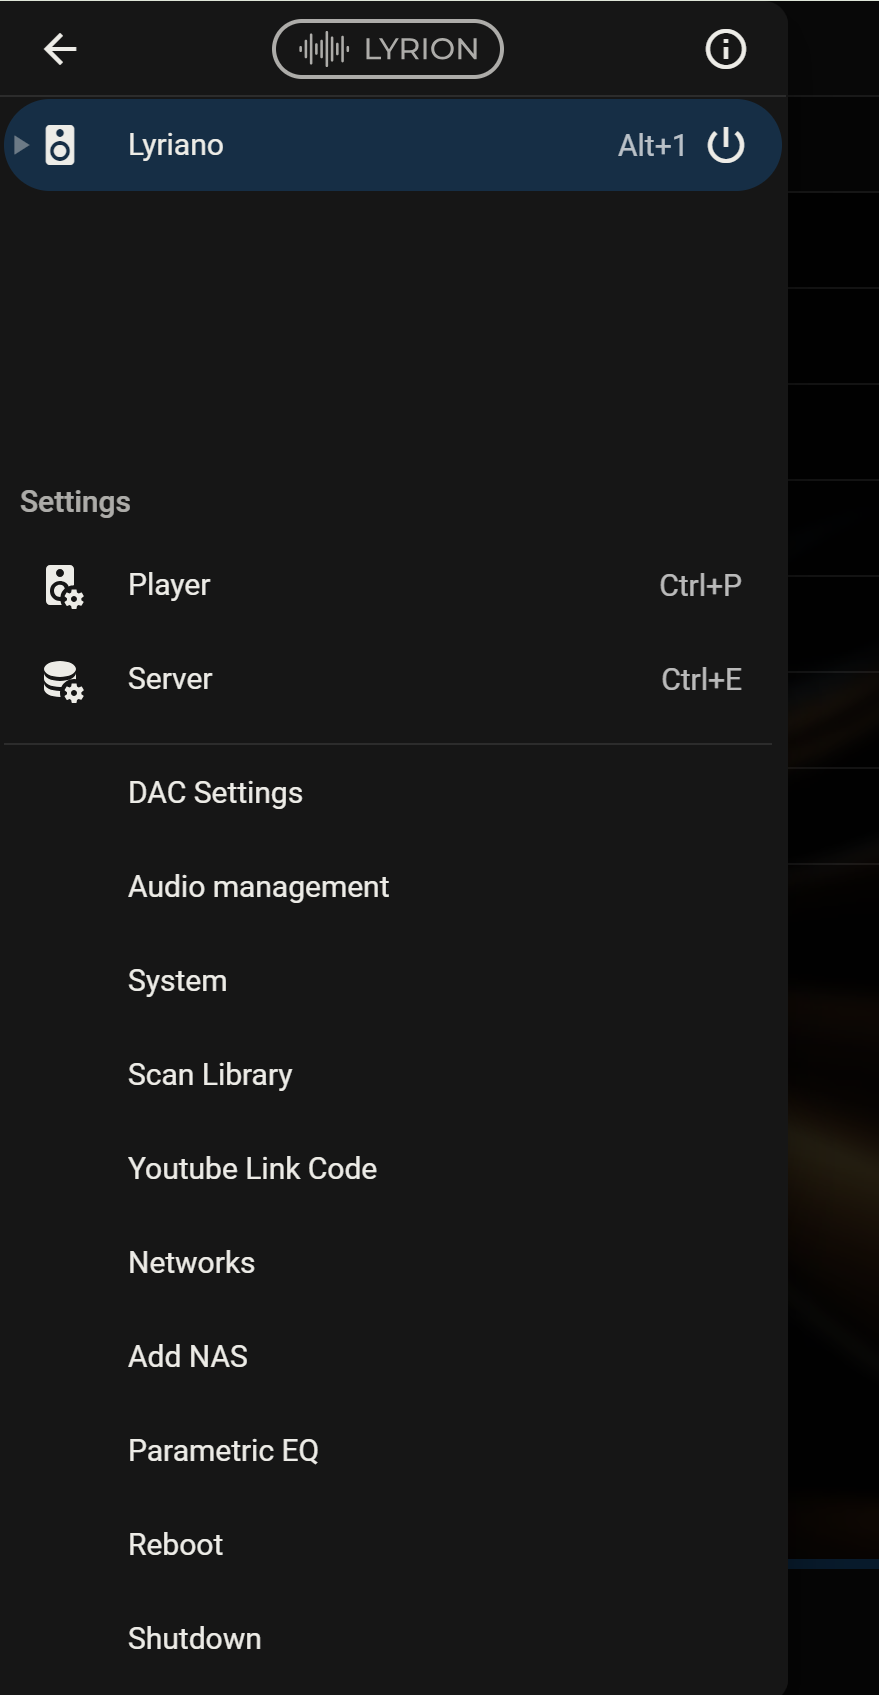 LYRION
Lyriano Alt+1
Settings
Player Ctrl+P
Server Ctrl+E
DAC Settings
Audio management
System
Scan Library
Youtube Link Code
Networks
Add NAS
Parametric EQ
Reboot
Shutdown